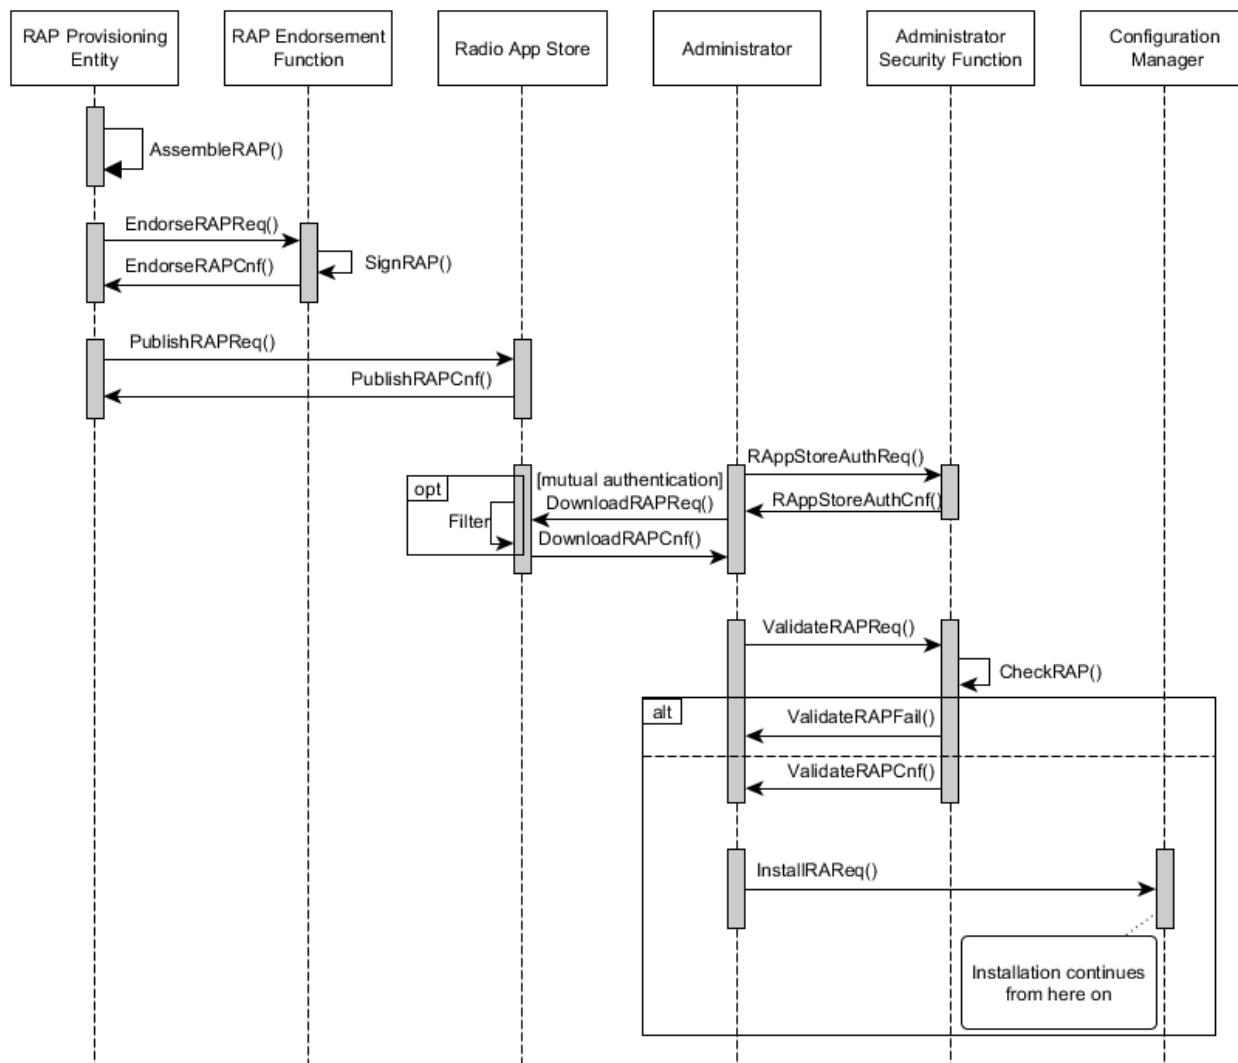 RAP Provisioning
Entity
RAP Endorsement
Function
Radio App Store
Administrator
Administrator
Security Function
Configuration
Manager
AssembleRAP()
EndorseRAPReq()
SignRAP()
EndorseRAPCnf()
PublishRAPReq()
PublishRAPCnf()
RAppStoreAuthReq()
[mutual authentication]
opt
RAppStoreAuthCnf()
DownloadRAPReq()
Filter
DownloadRAPCnf()
ValidateRAPReq()
CheckRAP()
alt
ValidateRAPFail()
ValidateRAPCnf()
InstallRAReq()
Installation continues
from here on